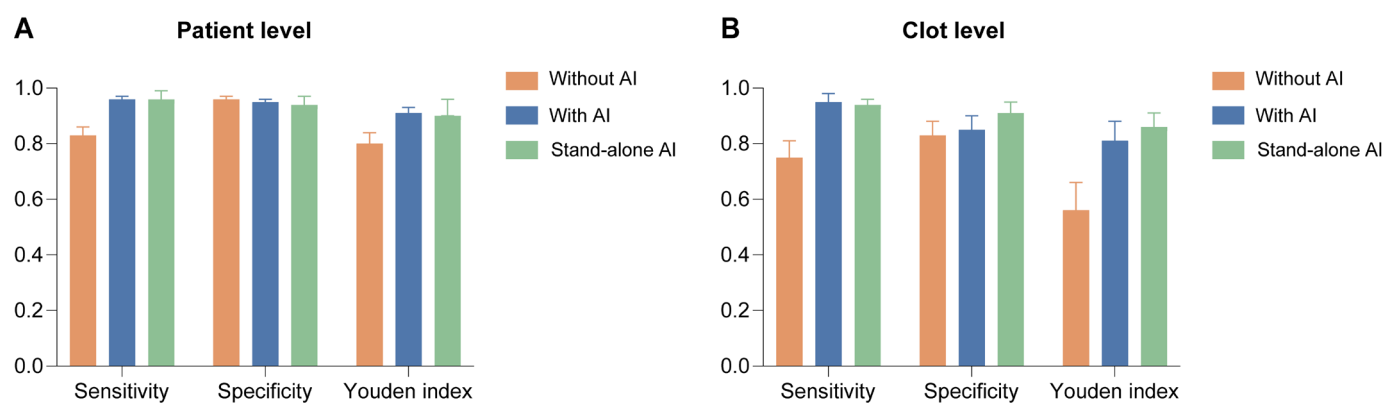 A
Patient level
1.0
0.8
0.6
0.4
0.2
0.0
Sensitivity
Specificity
Youden index
Without AI
With AI
Stand-alone AI
B
Clot level
1.0
0.8
0.6
0.4
0.2
0.0
Sensitivity
Specificity
Youden index
Without AI
With AI
Stand-alone AI